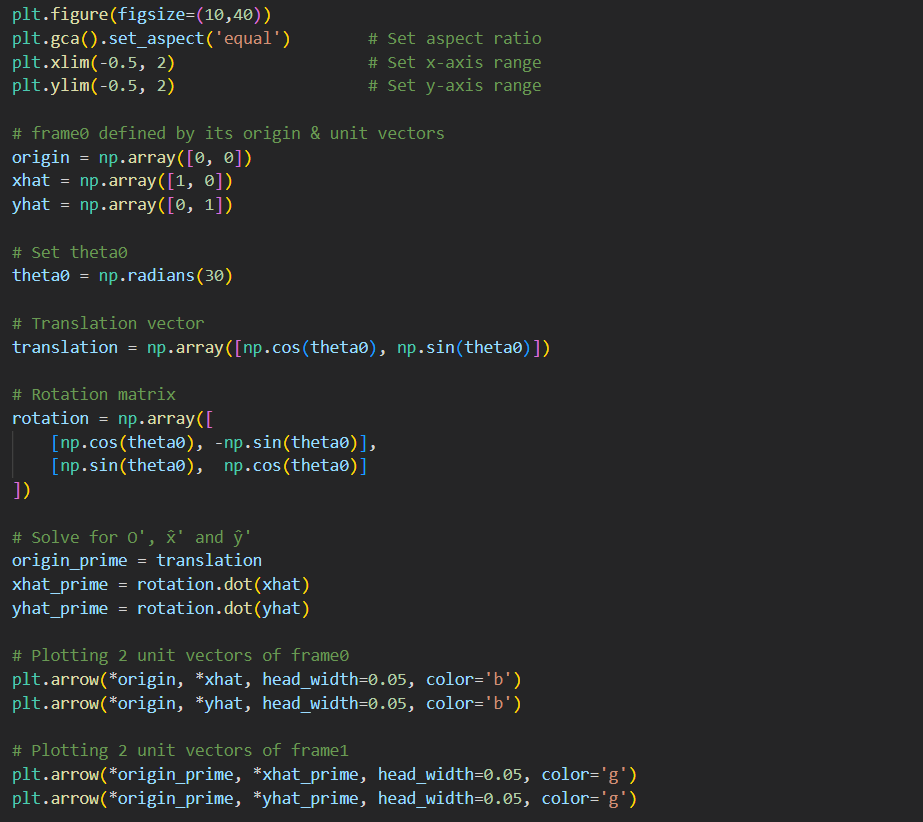 plt.figure(figsize=(10,40))
plt.gca().set_aspect('equal')        # Set aspect ratio
plt.xlim(-0.5, 2)                    # Set x-axis range
plt.ylim(-0.5, 2)                    # Set y-axis range

# frame0 defined by its origin & unit vectors
origin = np.array([0, 0])
xhat = np.array([1, 0])
yhat = np.array([0, 1])

# Set theta0
theta0 = np.radians(30)

# Translation vector
translation = np.array([np.cos(theta0), np.sin(theta0)])

# Rotation matrix
rotation = np.array([
    [np.cos(theta0), -np.sin(theta0)],
    [np.sin(theta0),  np.cos(theta0)]
])

# Solve for O', x̂' and ŷ'
origin_prime = translation
xhat_prime = rotation.dot(xhat)
yhat_prime = rotation.dot(yhat)

# Plotting 2 unit vectors of frame0
plt.arrow(*origin, *xhat, head_width=0.05, color='b')
plt.arrow(*origin, *yhat, head_width=0.05, color='b')

# Plotting 2 unit vectors of frame1
plt.arrow(*origin_prime, *xhat_prime, head_width=0.05, color='g')
plt.arrow(*origin_prime, *yhat_prime, head_width=0.05, color='g')